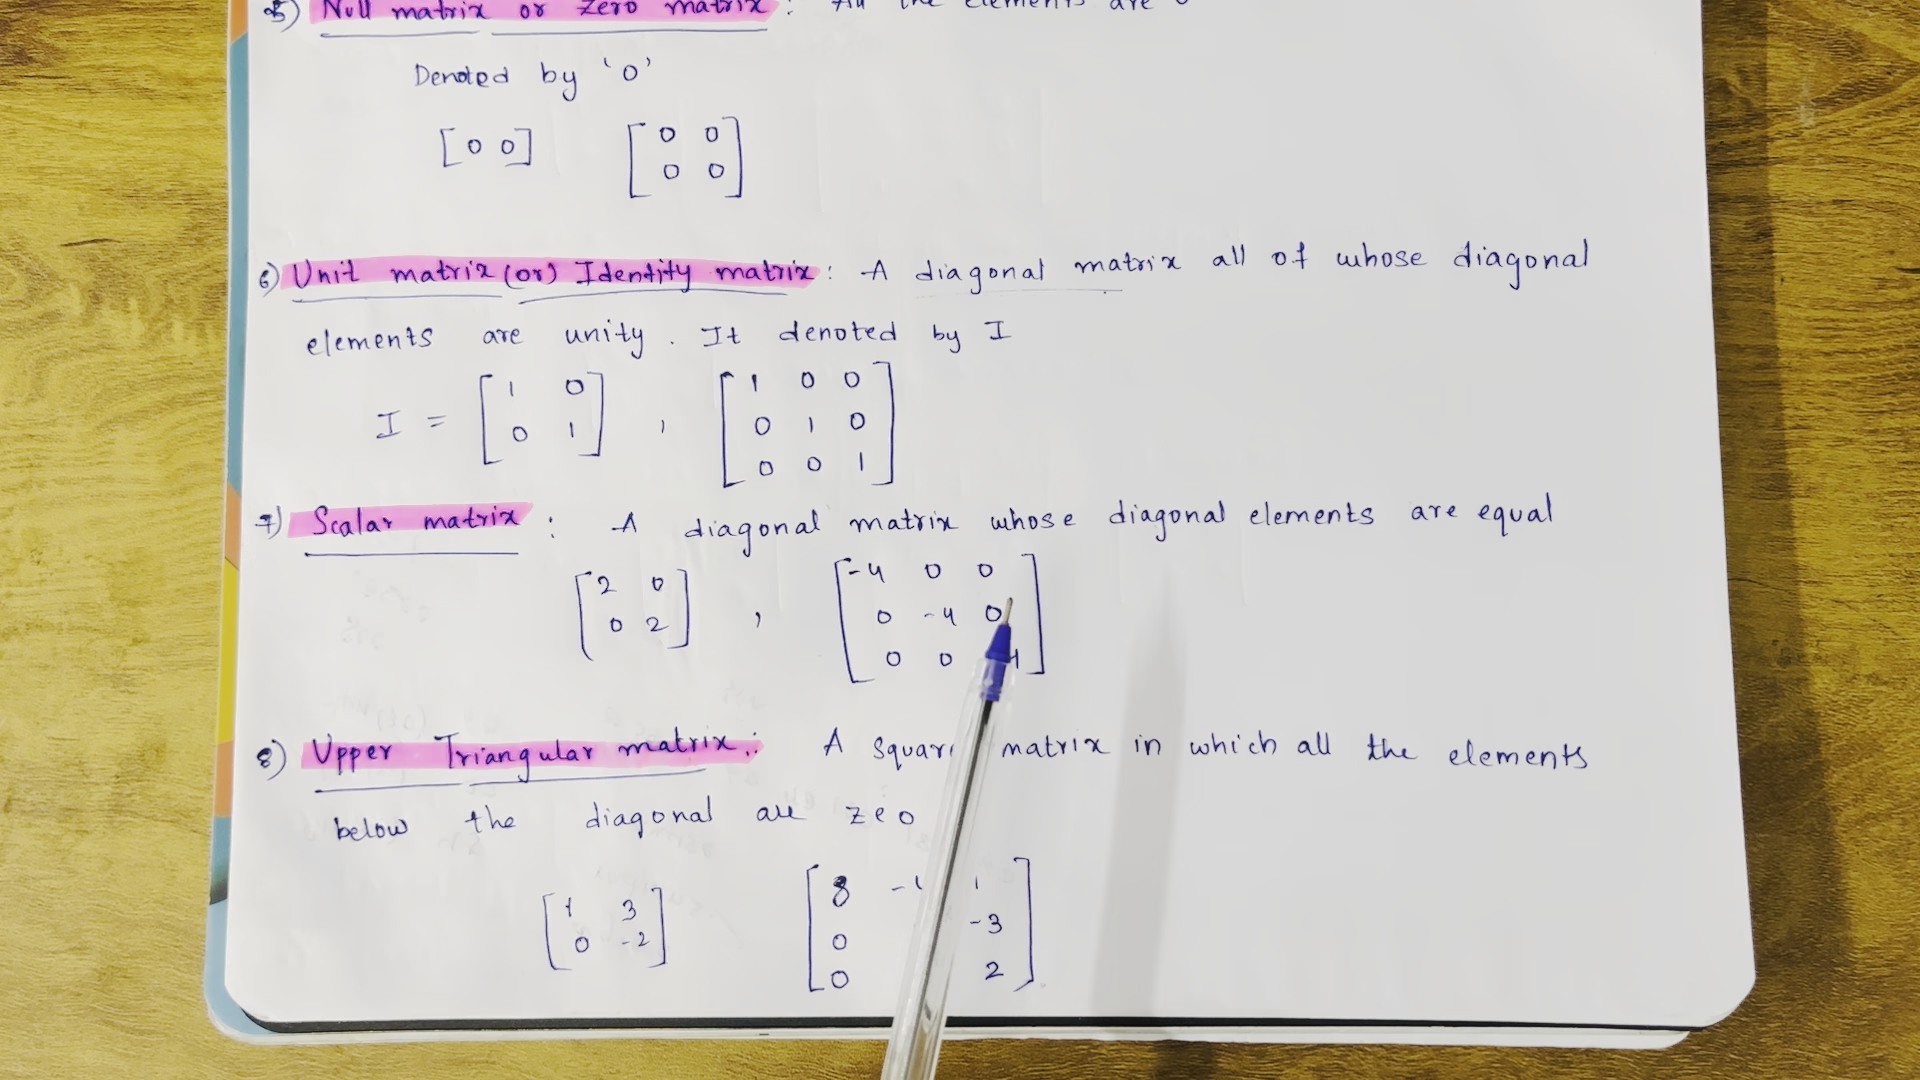 5) Null matrix or Zero matrix : All the elements are 0
Denoted by 'o'
[0 0] [0 0
0 0]
6) Unit matrix (or) Identity matrix : A diagonal matrix all of whose diagonal
elements are unity. It denoted by I
I = [1 0
0 1] , [1 0 0
0 1 0
0 0 1]
7) Scalar matrix : A diagonal matrix whose diagonal elements are equal
[2 0
0 2] , [-4 0 0
0 -4 0
0 0 ]
8) Upper Triangular matrix : A matrix in which all the elements
below the diagonal are zeo
[1 3
0 -2] [8 1
0 -3
0 2]